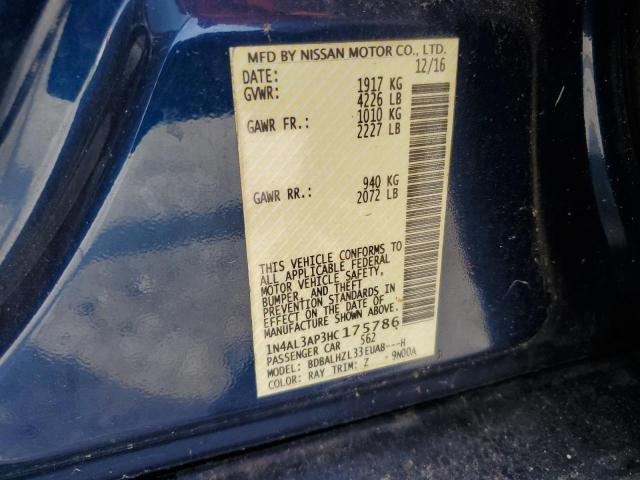 MFD BY NISSAN MOTOR CO., LTD.
DATE: 12/16
GVWR: 1917 KG
4226 LB
GAWR FR.: 1010 KG
2227 LB
GAWR RR.: 940 KG
2072 LB
THIS VEHICLE CONFORMS TO
ALL APPLICABLE FEDERAL
MOTOR VEHICLE SAFETY,
BUMPER, AND THEFT
PREVENTION STANDARDS IN
EFFECT ON THE DATE OF
MANUFACTURE SHOWN ABOVE.
1N4AL3AP3HC 175786
PASSENGER CAR 562
MODEL: BDBALHZL33EUAB---H
COLOR: RAY TRIM: Z -9N00A